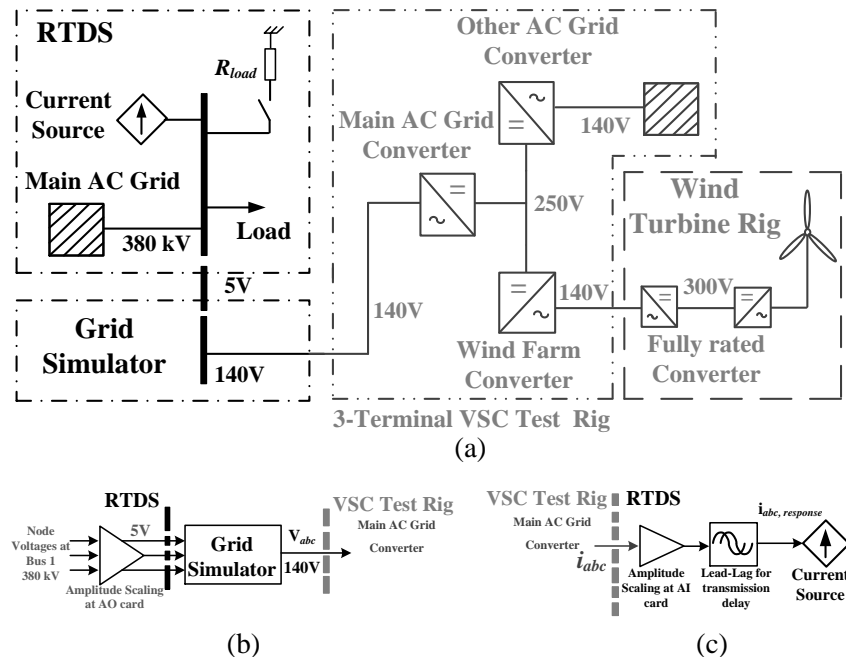 RTDS
R_load
Current
Source
Main AC Grid
380 kV
Load
5V
Grid
Simulator
140V
Other AC Grid
Converter
140V
Main AC Grid
Converter
250V
140V
140V
Wind Farm
Converter
Wind
Turbine Rig
300V
Fully rated
Converter
3-Terminal VSC Test Rig
(a)
RTDS
Node
Voltages at
Bus 1
380 kV
5V
Amplitude Scaling
at AO card
Grid
Simulator
V_abc
140V
VSC Test Rig
Main AC Grid
Converter
(b)
VSC Test Rig
Main AC Grid
Converter
i_abc
RTDS
Amplitude
Scaling at AI
card
Lead-Lag for
transmission
delay
i_abc, response
Current
Source
(c)